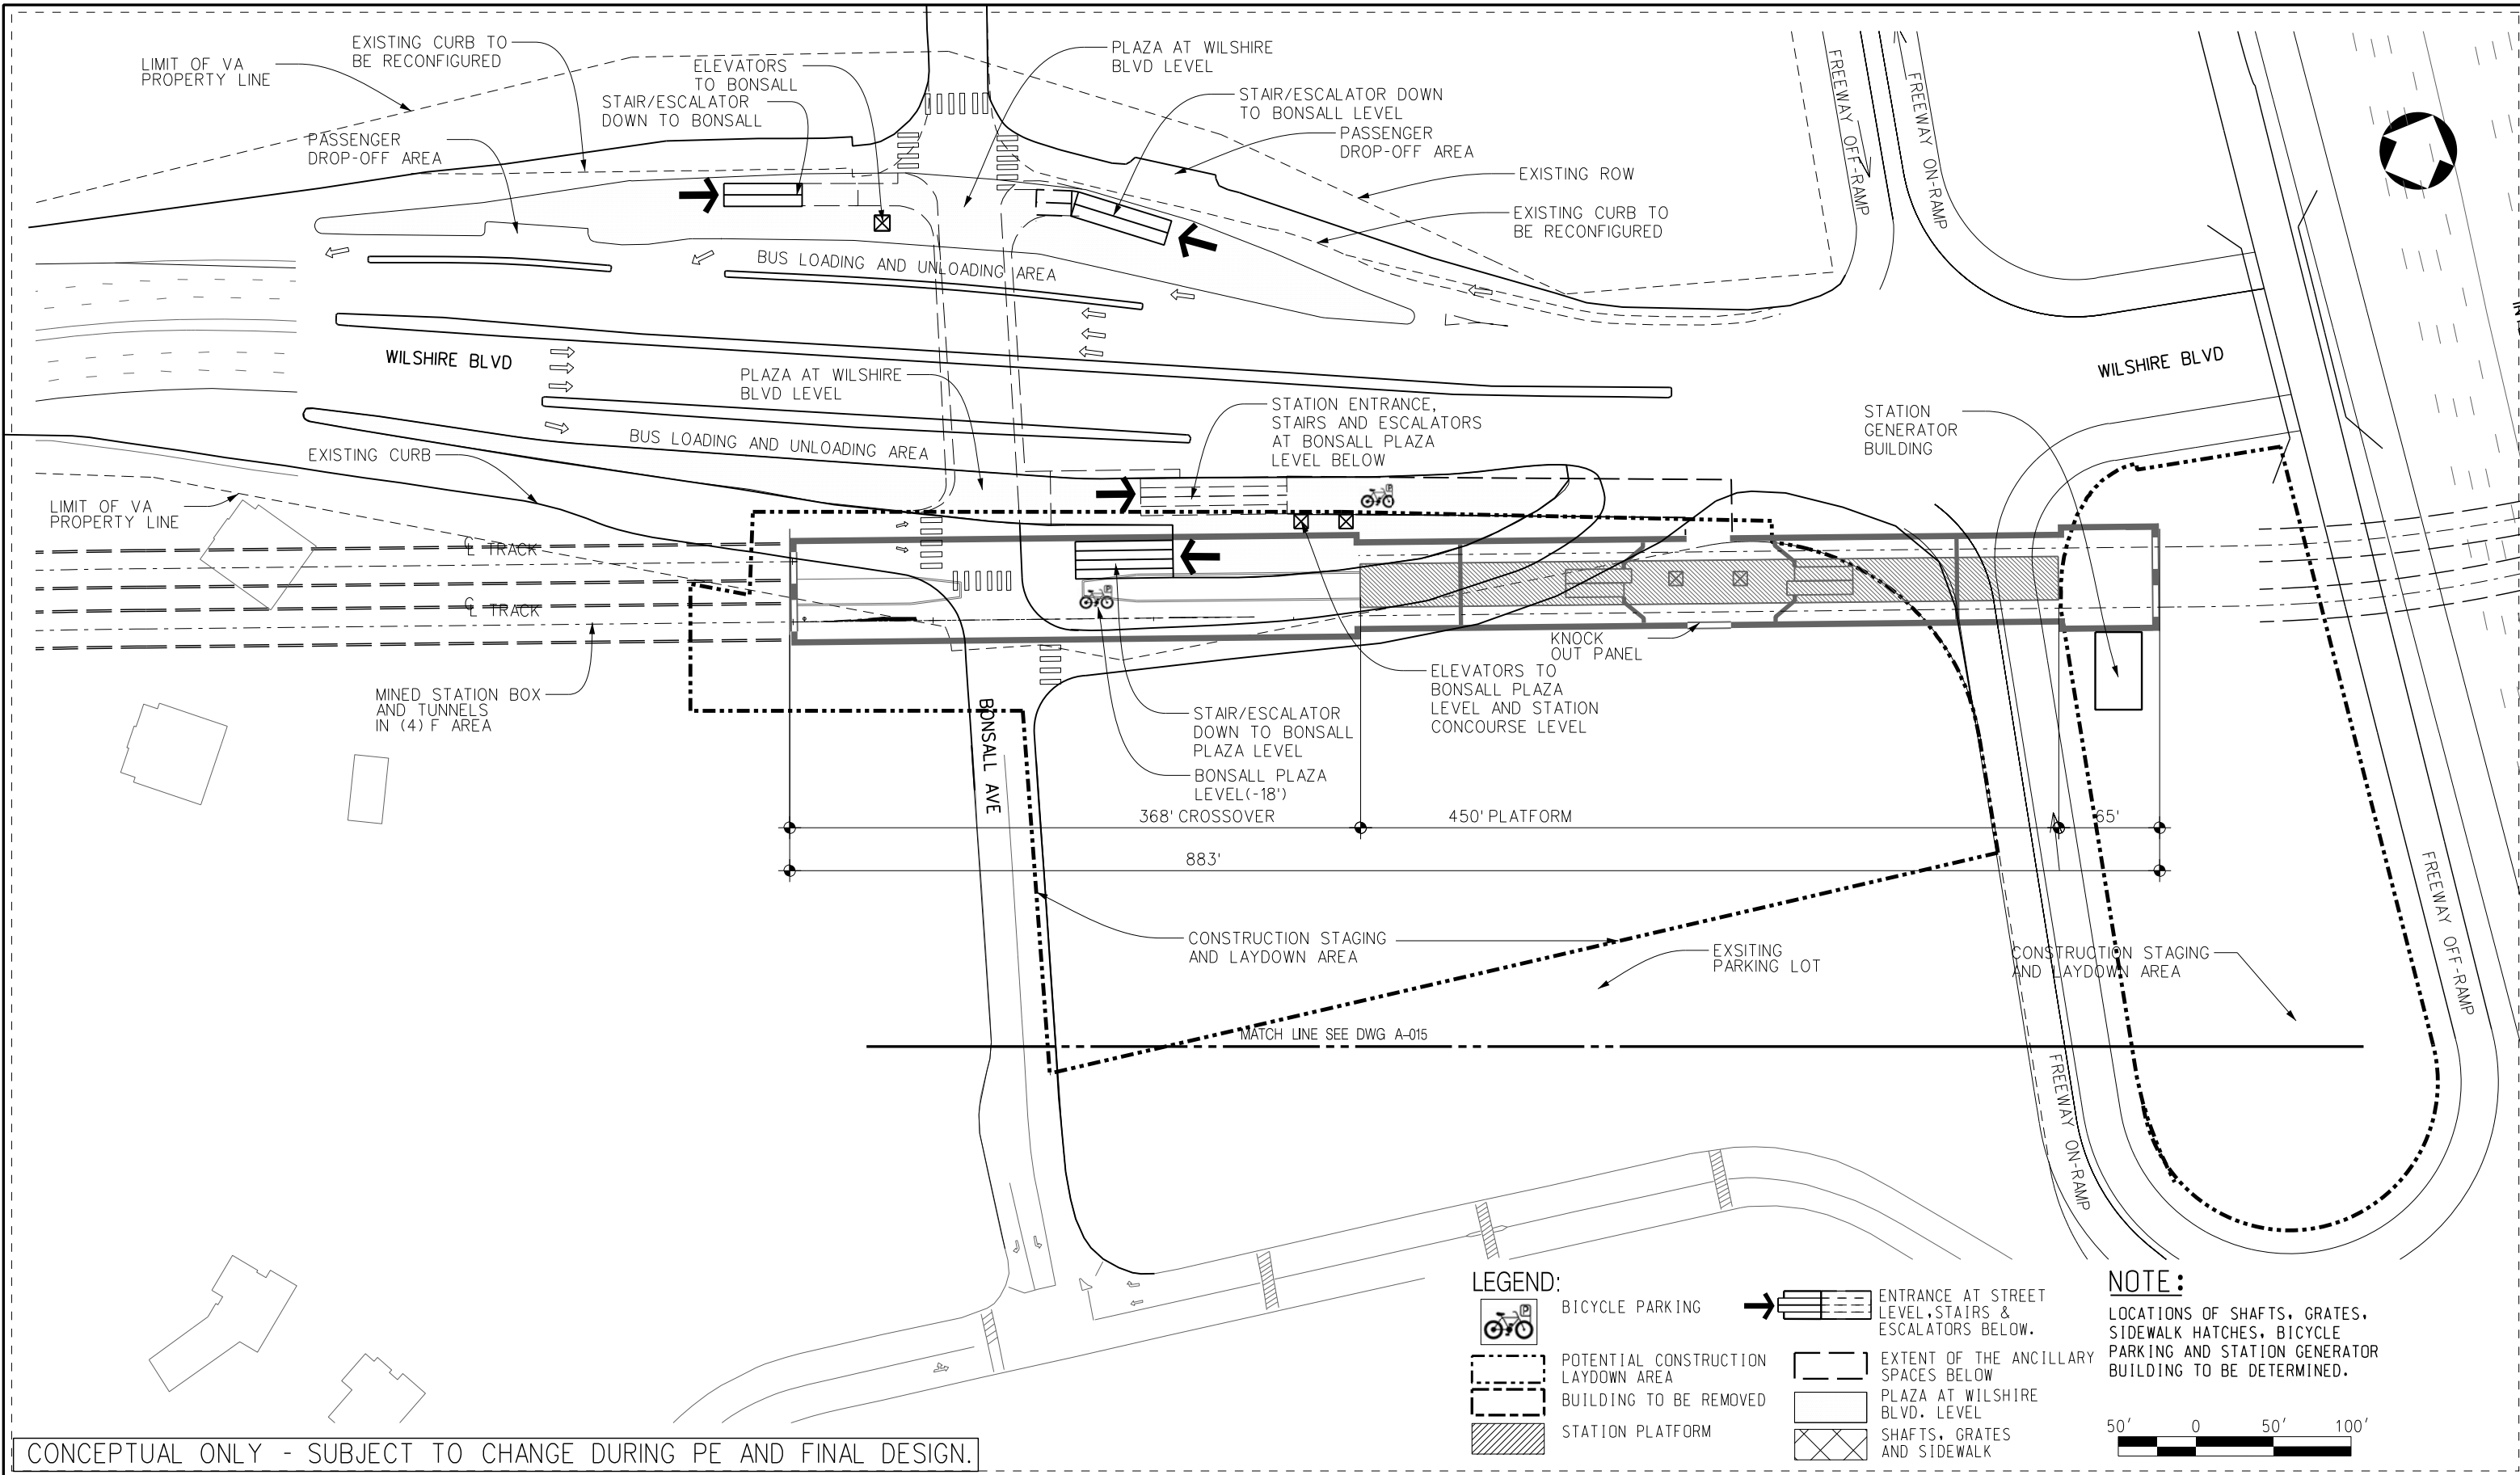 EXISTING CURB TO
BE RECONFIGURED
LIMIT OF VA
PROPERTY LINE
ELEVATORS
TO BONSALL
STAIR/ESCALATOR
DOWN TO BONSALL
PASSENGER
DROP-OFF AREA
PLAZA AT WILSHIRE
BLVD LEVEL
STAIR/ESCALATOR DOWN
TO BONSALL LEVEL
PASSENGER
DROP-OFF AREA
EXISTING ROW
EXISTING CURB TO
BE RECONFIGURED
FREEWAY OFF-RAMP
FREEWAY ON-RAMP
BUS LOADING AND UNLOADING AREA
WILSHIRE BLVD
WILSHIRE BLVD
PLAZA AT WILSHIRE
BLVD LEVEL
STATION ENTRANCE,
STAIRS AND ESCALATORS
AT BONSALL PLAZA
LEVEL BELOW
STATION
GENERATOR
BUILDING
BUS LOADING AND UNLOADING AREA
EXISTING CURB
LIMIT OF VA
PROPERTY LINE
℄ TRACK
℄ TRACK
MINED STATION BOX
AND TUNNELS
IN (4)F AREA
BONSALL AVE
KNOCK
OUT PANEL
ELEVATORS TO
BONSALL PLAZA
LEVEL AND STATION
CONCOURSE LEVEL
STAIR/ESCALATOR
DOWN TO BONSALL
PLAZA LEVEL
BONSALL PLAZA
LEVEL(-18')
368' CROSSOVER
450' PLATFORM
65'
883'
CONSTRUCTION STAGING
AND LAYDOWN AREA
EXSITING
PARKING LOT
CONSTRUCTION STAGING
AND LAYDOWN AREA
FREEWAY OFF-RAMP
MATCH LINE SEE DWG A-015
FREEWAY ON-RAMP
LEGEND:
BICYCLE PARKING
POTENTIAL CONSTRUCTION
LAYDOWN AREA
BUILDING TO BE REMOVED
STATION PLATFORM
ENTRANCE AT STREET
LEVEL,STAIRS &
ESCALATORS BELOW.
EXTENT OF THE ANCILLARY
SPACES BELOW
PLAZA AT WILSHIRE
BLVD. LEVEL
SHAFTS, GRATES
AND SIDEWALK
NOTE:
LOCATIONS OF SHAFTS, GRATES,
SIDEWALK HATCHES, BICYCLE
PARKING AND STATION GENERATOR
BUILDING TO BE DETERMINED.
50' 0 50' 100'
CONCEPTUAL ONLY - SUBJECT TO CHANGE DURING PE AND FINAL DESIGN.